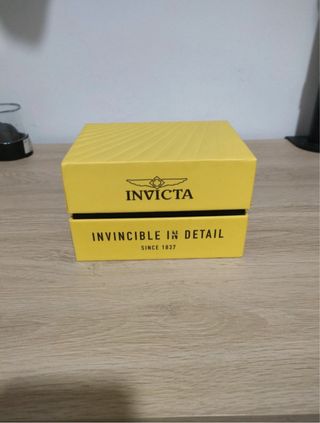 INVICTA
INVINCIBLE IN DETAIL
SINCE 1837